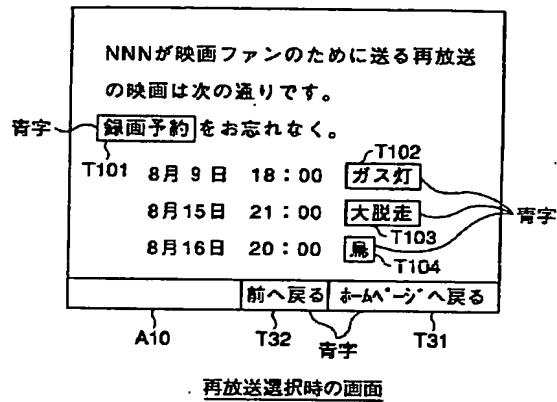 NNNが映画ファンのために送る再放送
の映画は次の通りです。
青字
録画予約をお忘れなく。
T101
T102
8月 9日 18:00 ガス灯
青字
8月15日 21:00 大脱走
T103
8月16日 20:00 鳥
T104
前へ戻る ホームページへ戻る
A10 T32 青字 T31
再放送選択時の画面